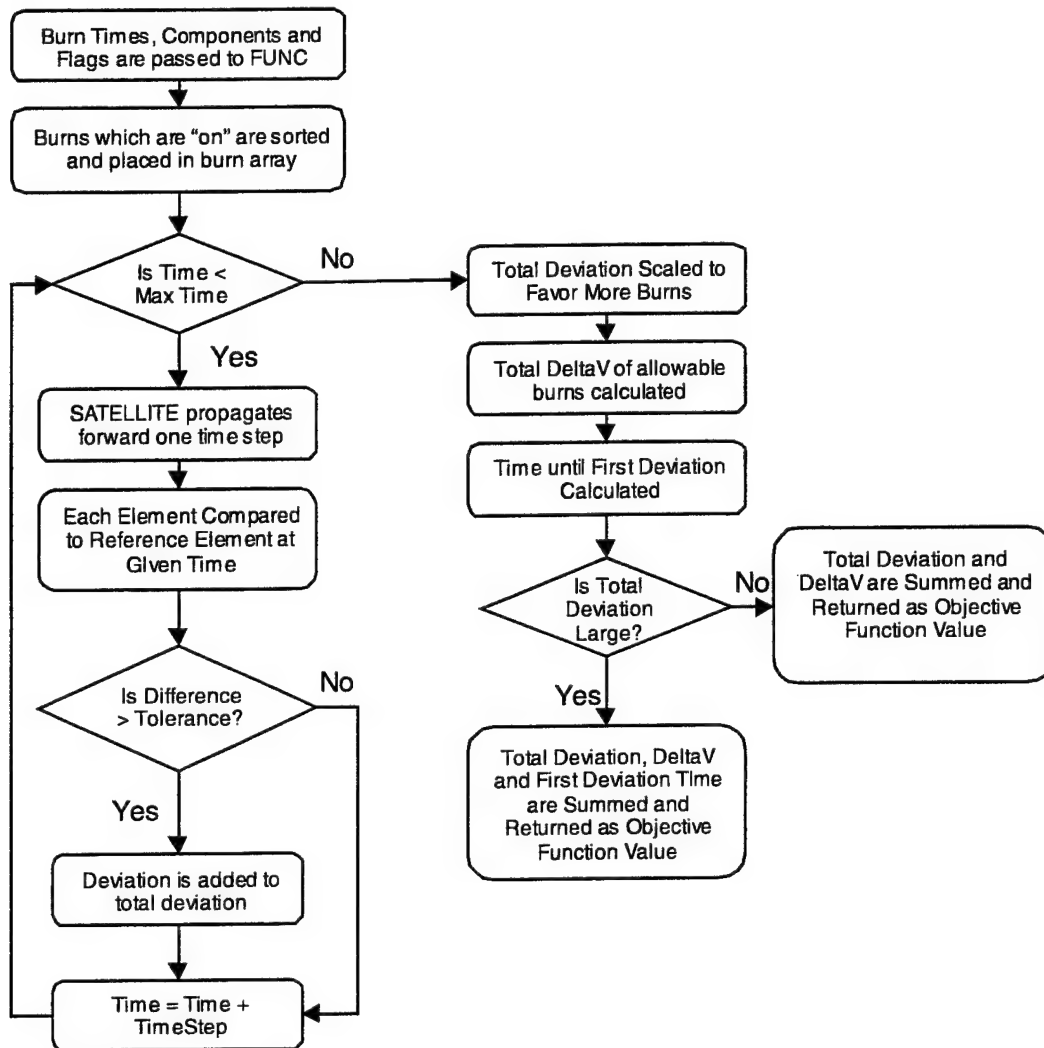 Burn Times, Components and
Flags are passed to FUNC
Burns which are "on" are sorted
and placed in burn array
Is Time <
Max Time
No
Yes
SATELLITE propagates
forward one time step
Each Element Compared
to Reference Element at
Given Time
Is Difference
> Tolerance?
No
Yes
Deviation is added to
total deviation
Time = Time +
TimeStep
Total Deviation Scaled to
Favor More Burns
Total DeltaV of allowable
burns calculated
Time until First Deviation
Calculated
Is Total
Deviation
Large?
No
Yes
Total Deviation and
DeltaV are Summed and
Returned as Objective
Function Value
Total Deviation, DeltaV
and First Deviation Time
are Summed and
Returned as Objective
Function Value